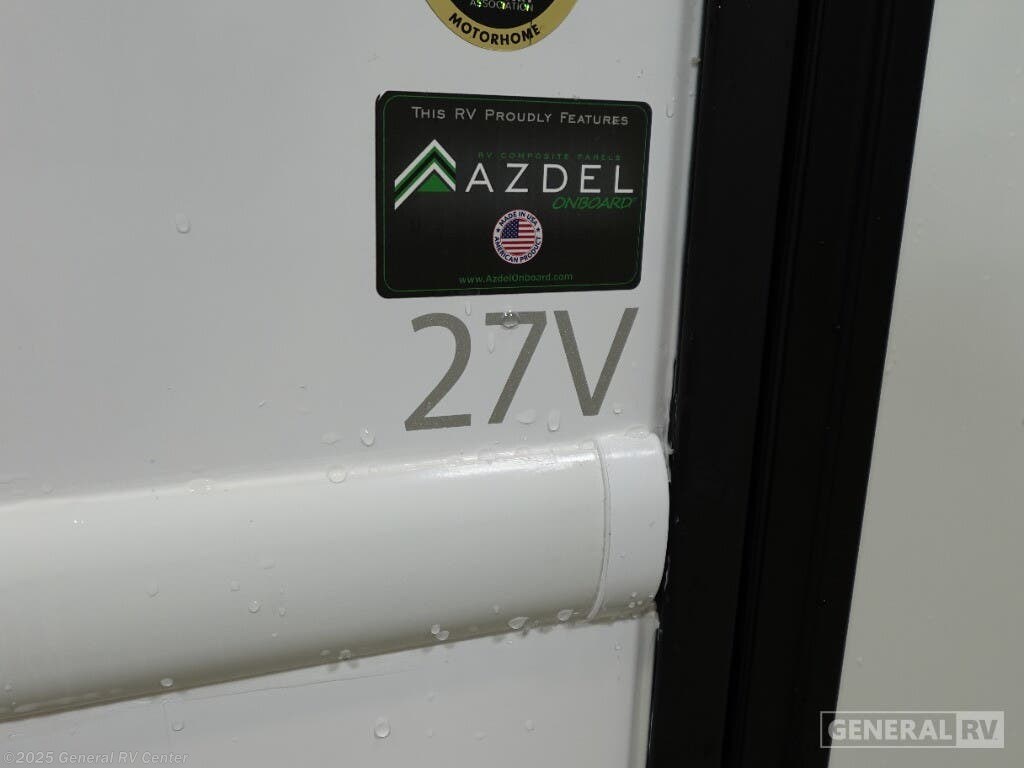 ASSOCIATION
MOTORHOME
THIS RV PROUDLY FEATURES
RV COMPOSITE PANELS
AZDEL
ONBOARD
MADE IN USA
AMERICAN PRODUCT
www.AzdelOnboard.com
27V
GENERAL RV
©2025 General RV Center